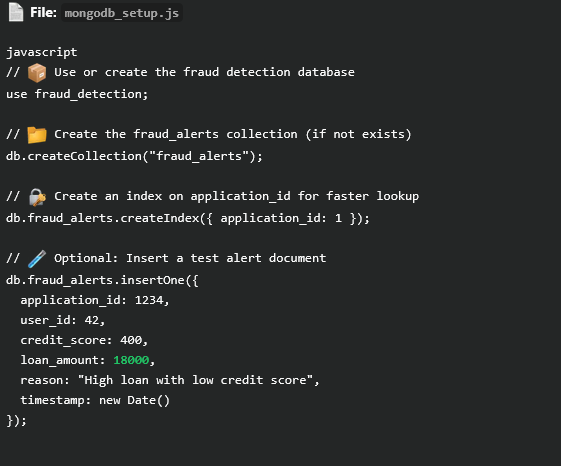 📄 File: mongodb_setup.js
javascript
// 📦 Use or create the fraud detection database
use fraud_detection;
// 📁 Create the fraud_alerts collection (if not exists)
db.createCollection("fraud_alerts");
// 🔏 Create an index on application_id for faster lookup
db.fraud_alerts.createIndex({ application_id: 1 });
// 🧪 Optional: Insert a test alert document
db.fraud_alerts.insertOne({
application_id: 1234,
user_id: 42,
credit_score: 400,
loan_amount: 18000,
reason: "High loan with low credit score",
timestamp: new Date()
});